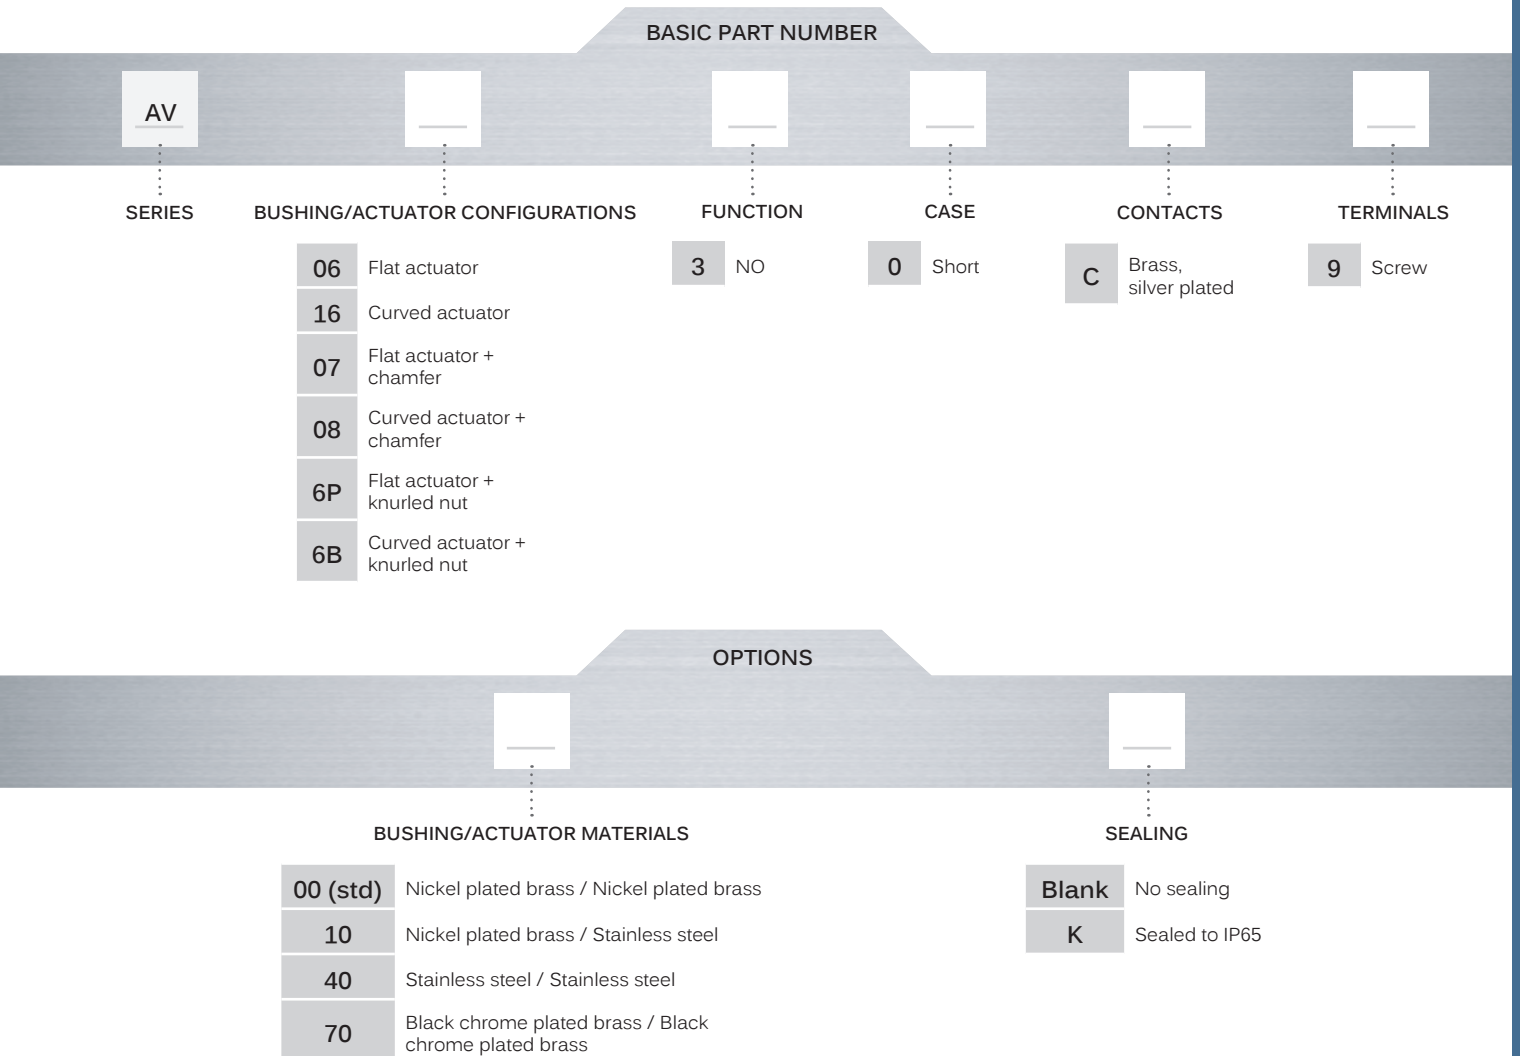 BASIC PART NUMBER
AV
SERIES
BUSHING/ACTUATOR CONFIGURATIONS
FUNCTION
CASE
CONTACTS
TERMINALS
06 Flat actuator
16 Curved actuator
07 Flat actuator +
chamfer
08 Curved actuator +
chamfer
6P Flat actuator +
knurled nut
6B Curved actuator +
knurled nut
3 NO
0 Short
C Brass,
silver plated
9 Screw
OPTIONS
BUSHING/ACTUATOR MATERIALS
00 (std) Nickel plated brass / Nickel plated brass
10 Nickel plated brass / Stainless steel
40 Stainless steel / Stainless steel
70 Black chrome plated brass / Black
chrome plated brass
SEALING
Blank No sealing
K Sealed to IP65